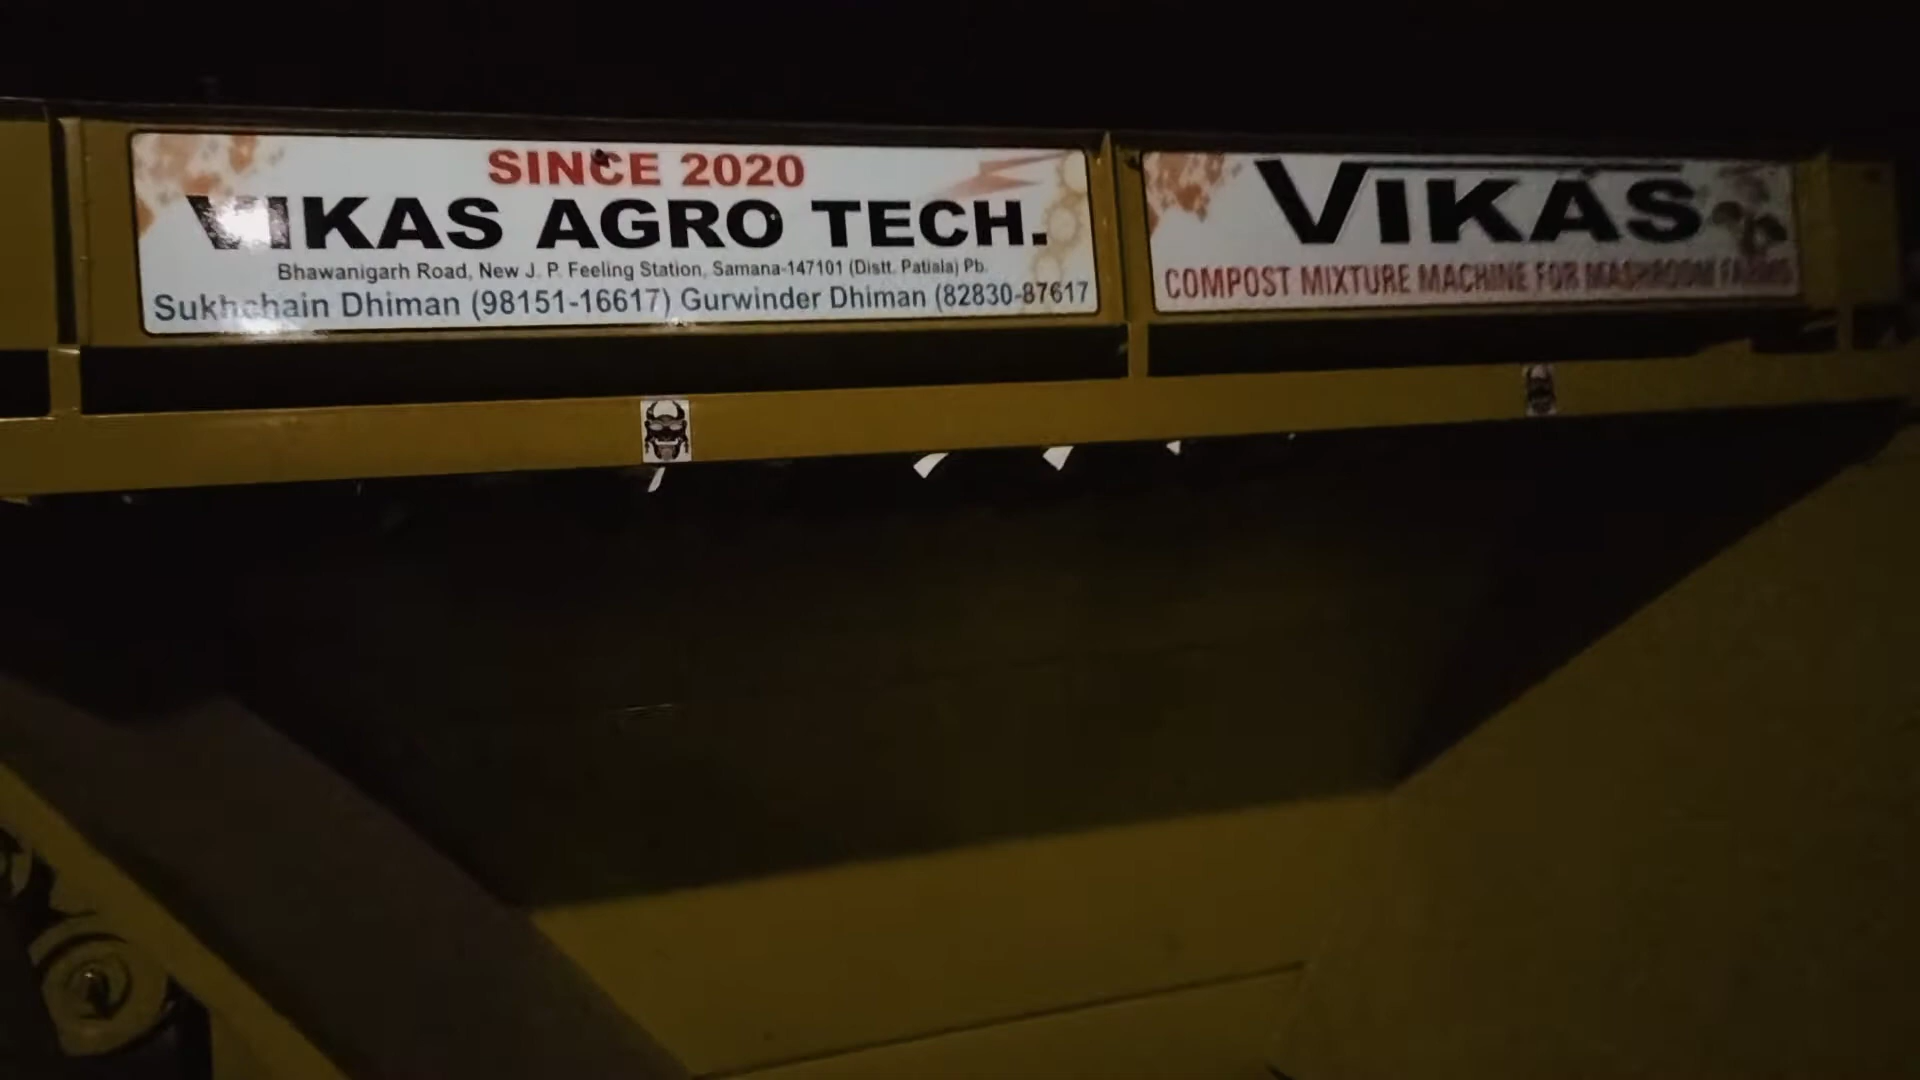 SINCE 2020
VIKAS AGRO TECH.
Bhawanigarh Road, New J. P. Feeling Station, Samana-147101 (Distt. Patiala) Pb.
Sukhchain Dhiman (98151-16617) Gurwinder Dhiman (82830-87617
VIKAS
COMPOST MIXTURE MACHINE FOR MASHROOM FARMS